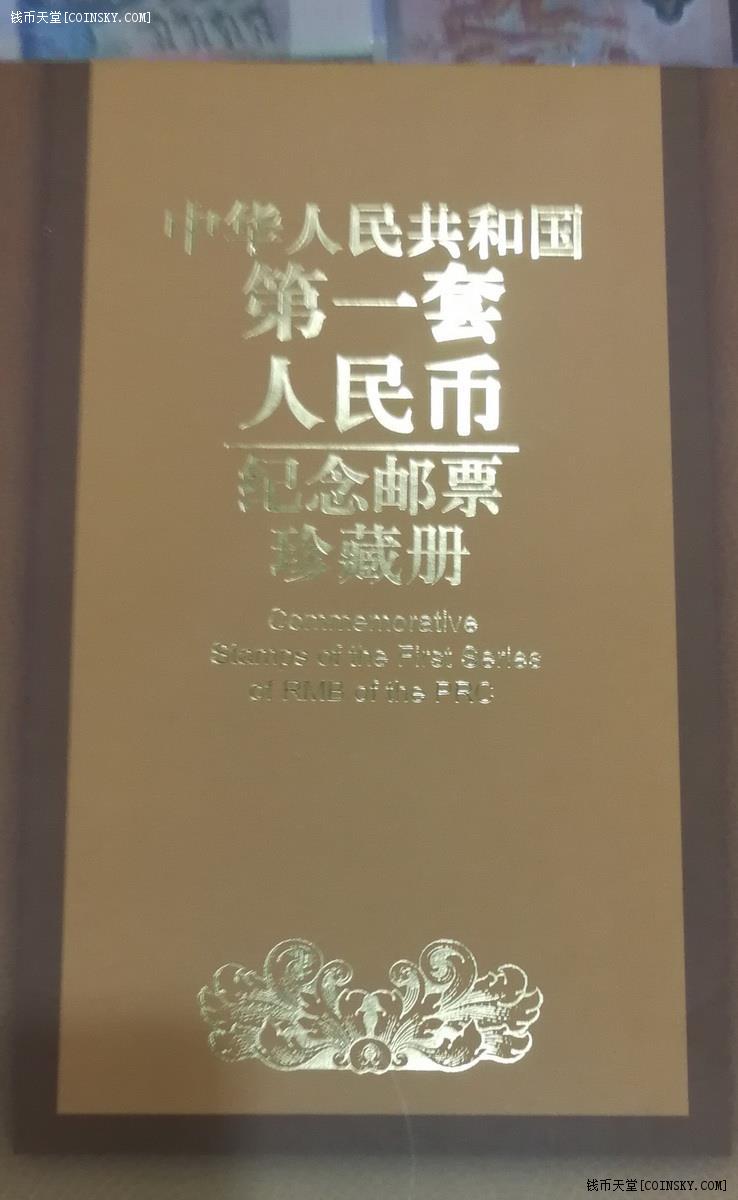 钱币天堂[COINSKY.COM]
中华人民共和国
第一套
人民币
纪念邮票
珍藏册
Commemorative
Stamps of the First Series
of RMB of the PRC
钱币天堂[COINSKY.COM]